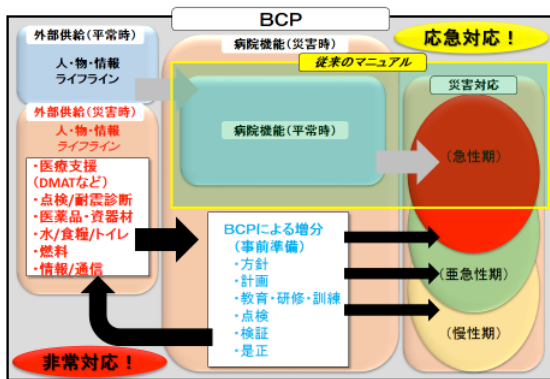 BCP
外部供給(平常時)
人・物・情報
ライフライン
外部供給(災害時)
人・物・情報
ライフライン
・医療支援
(DMATなど)
・点検/耐震診断
・医薬品・資器材
・水/食糧/トイレ
・燃料
・情報/通信
非常対応！
病院機能(災害時)
従来のマニュアル
病院機能(平常時)
BCPによる増分
(事前準備)
・方針
・計画
・教育・研修・訓練
・点検
・検証
・是正
応急対応！
災害対応
(急性期)
(亜急性期)
(慢性期)